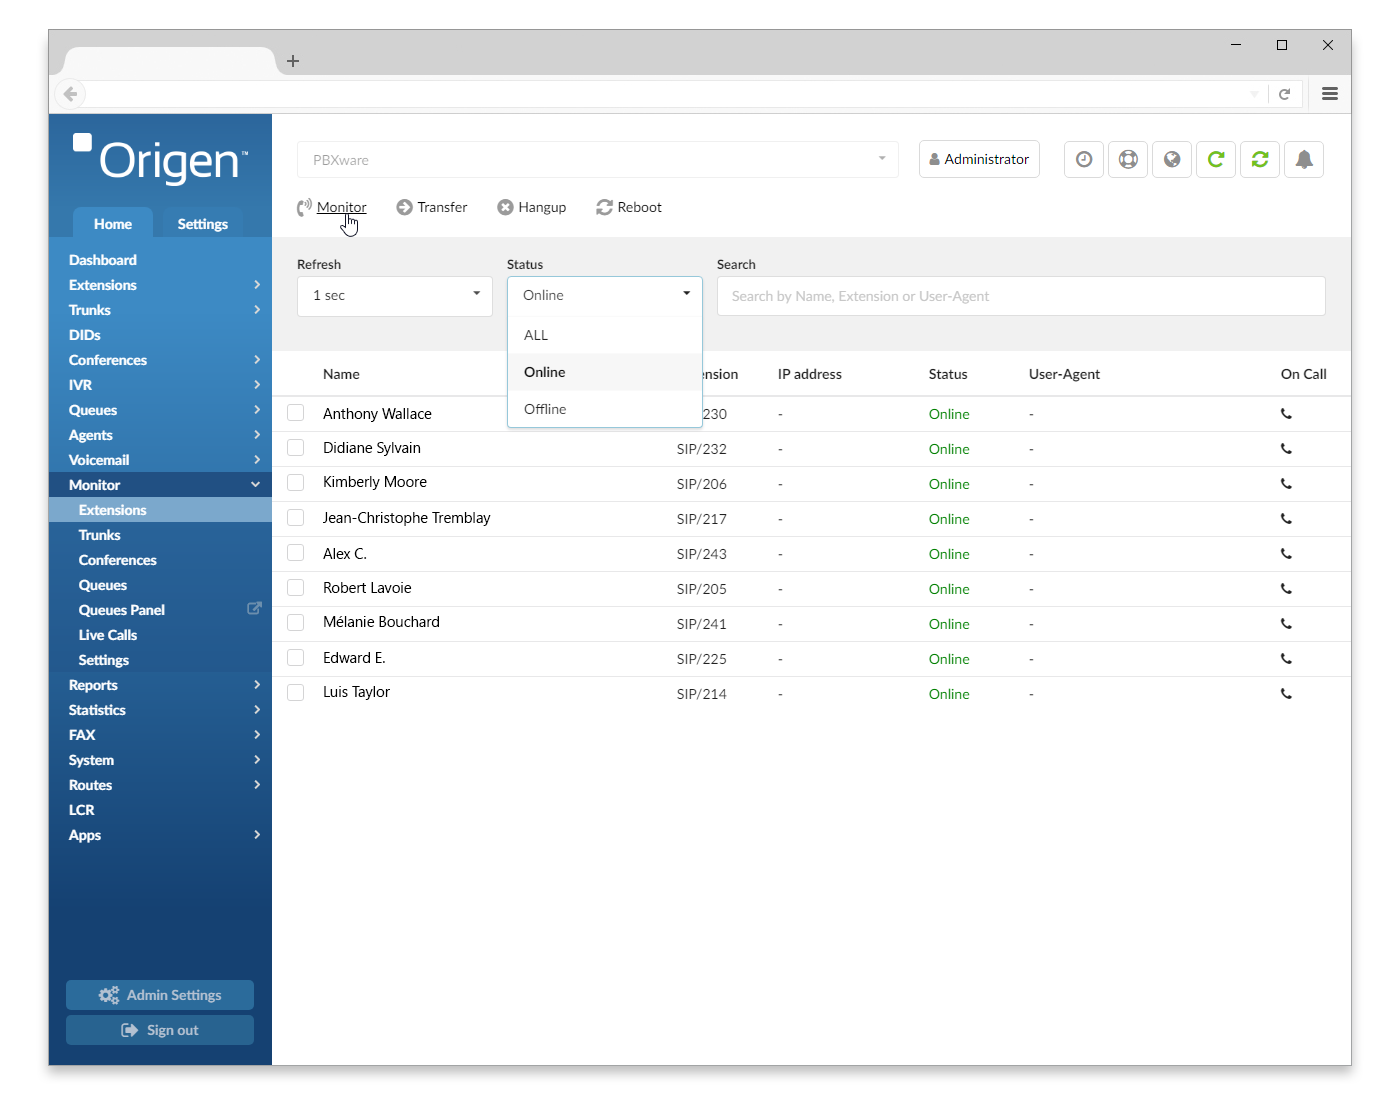 Origen™
PBXware
Administrator
Monitor Transfer Hangup Reboot
Home Settings
Dashboard
Extensions
Trunks
DIDs
Conferences
IVR
Queues
Agents
Voicemail
Monitor
Extensions
Trunks
Conferences
Queues
Queues Panel
Live Calls
Settings
Reports
Statistics
FAX
System
Routes
LCR
Apps
Admin Settings
Sign out
Refresh Status Search
1 sec Online Search by Name, Extension or User-Agent
ALL
Online
Offline
Name nsion IP address Status User-Agent On Call
Anthony Wallace 230 - Online -
Didiane Sylvain SIP/232 - Online -
Kimberly Moore SIP/206 - Online -
Jean-Christophe Tremblay SIP/217 - Online -
Alex C. SIP/243 - Online -
Robert Lavoie SIP/205 - Online -
Mélanie Bouchard SIP/241 - Online -
Edward E. SIP/225 - Online -
Luis Taylor SIP/214 - Online -